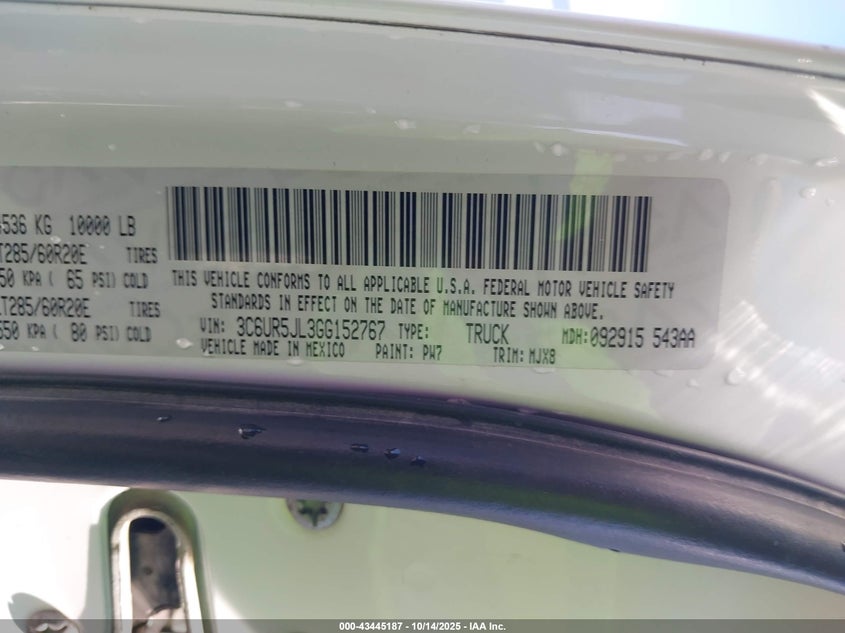 536 KG 10000 LB
T285/60R20E TIRES
50 KPA ( 65 PSI) COLD
LT285/60R20E TIRES
550 KPA ( 80 PSI) COLD
THIS VEHICLE CONFORMS TO ALL APPLICABLE U.S.A. FEDERAL MOTOR VEHICLE SAFETY
STANDARDS IN EFFECT ON THE DATE OF MANUFACTURE SHOWN ABOVE.
VIN: 3C6UR5JL3GG152767 TYPE: TRUCK MDH:092915 543AA
VEHICLE MADE IN MEXICO PAINT: PW7 TRIM: MJX8
000-43445187 - 10/14/2025 - IAA Inc.